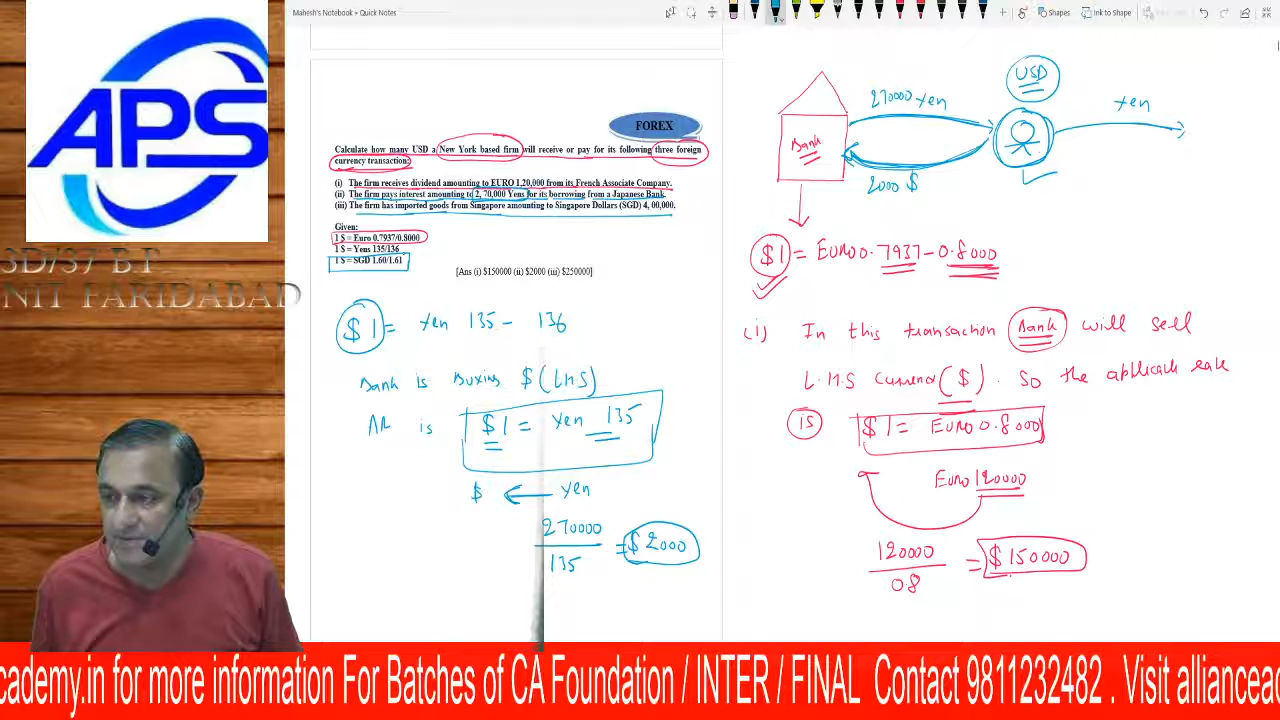 Mahesh's Notebook » Quick Notes
Shapes
Ink to Shape
APS
3D/37 B.P.
NIT FARIDABAD
FOREX
Calculate how many USD a New York based firm will receive or pay for its following three foreign
currency transaction:
(i) The firm receives dividend amounting to EURO 1,20,000 from its French Associate Company.
(ii) The firm pays interest amounting to 2, 70,000 Yens for its borrowing from a Japanese Bank.
(iii) The firm has imported goods from Singapore amounting to Singapore Dollars (SGD) 4, 00,000.
Given:
1 $ = Euro 0.7937/0.8000
1 $ = Yens 135/136
1 $ = SGD 1.60/1.61
[Ans (i) $150000 (ii) $2000 (iii) $250000]
$1 = Yen 135 - 136
Bank is Buxing $ (LHS)
AR is $1 = Yen 135
$ ← Yen
270000
135
= $2000
USD
270000 Yen
Yen
Bank
2000 $
$1 = EURO 0.7937 - 0.8000
(i) In this transaction Bank will sell
L.H.S currency ($). So the applicable rate
is $1 = EURO 0.8000
EURO 120000
120000
0.8
= $150000
cademy.in for more information For Batches of CA Foundation / INTER / FINAL Contact 9811232482 . Visit alliancead